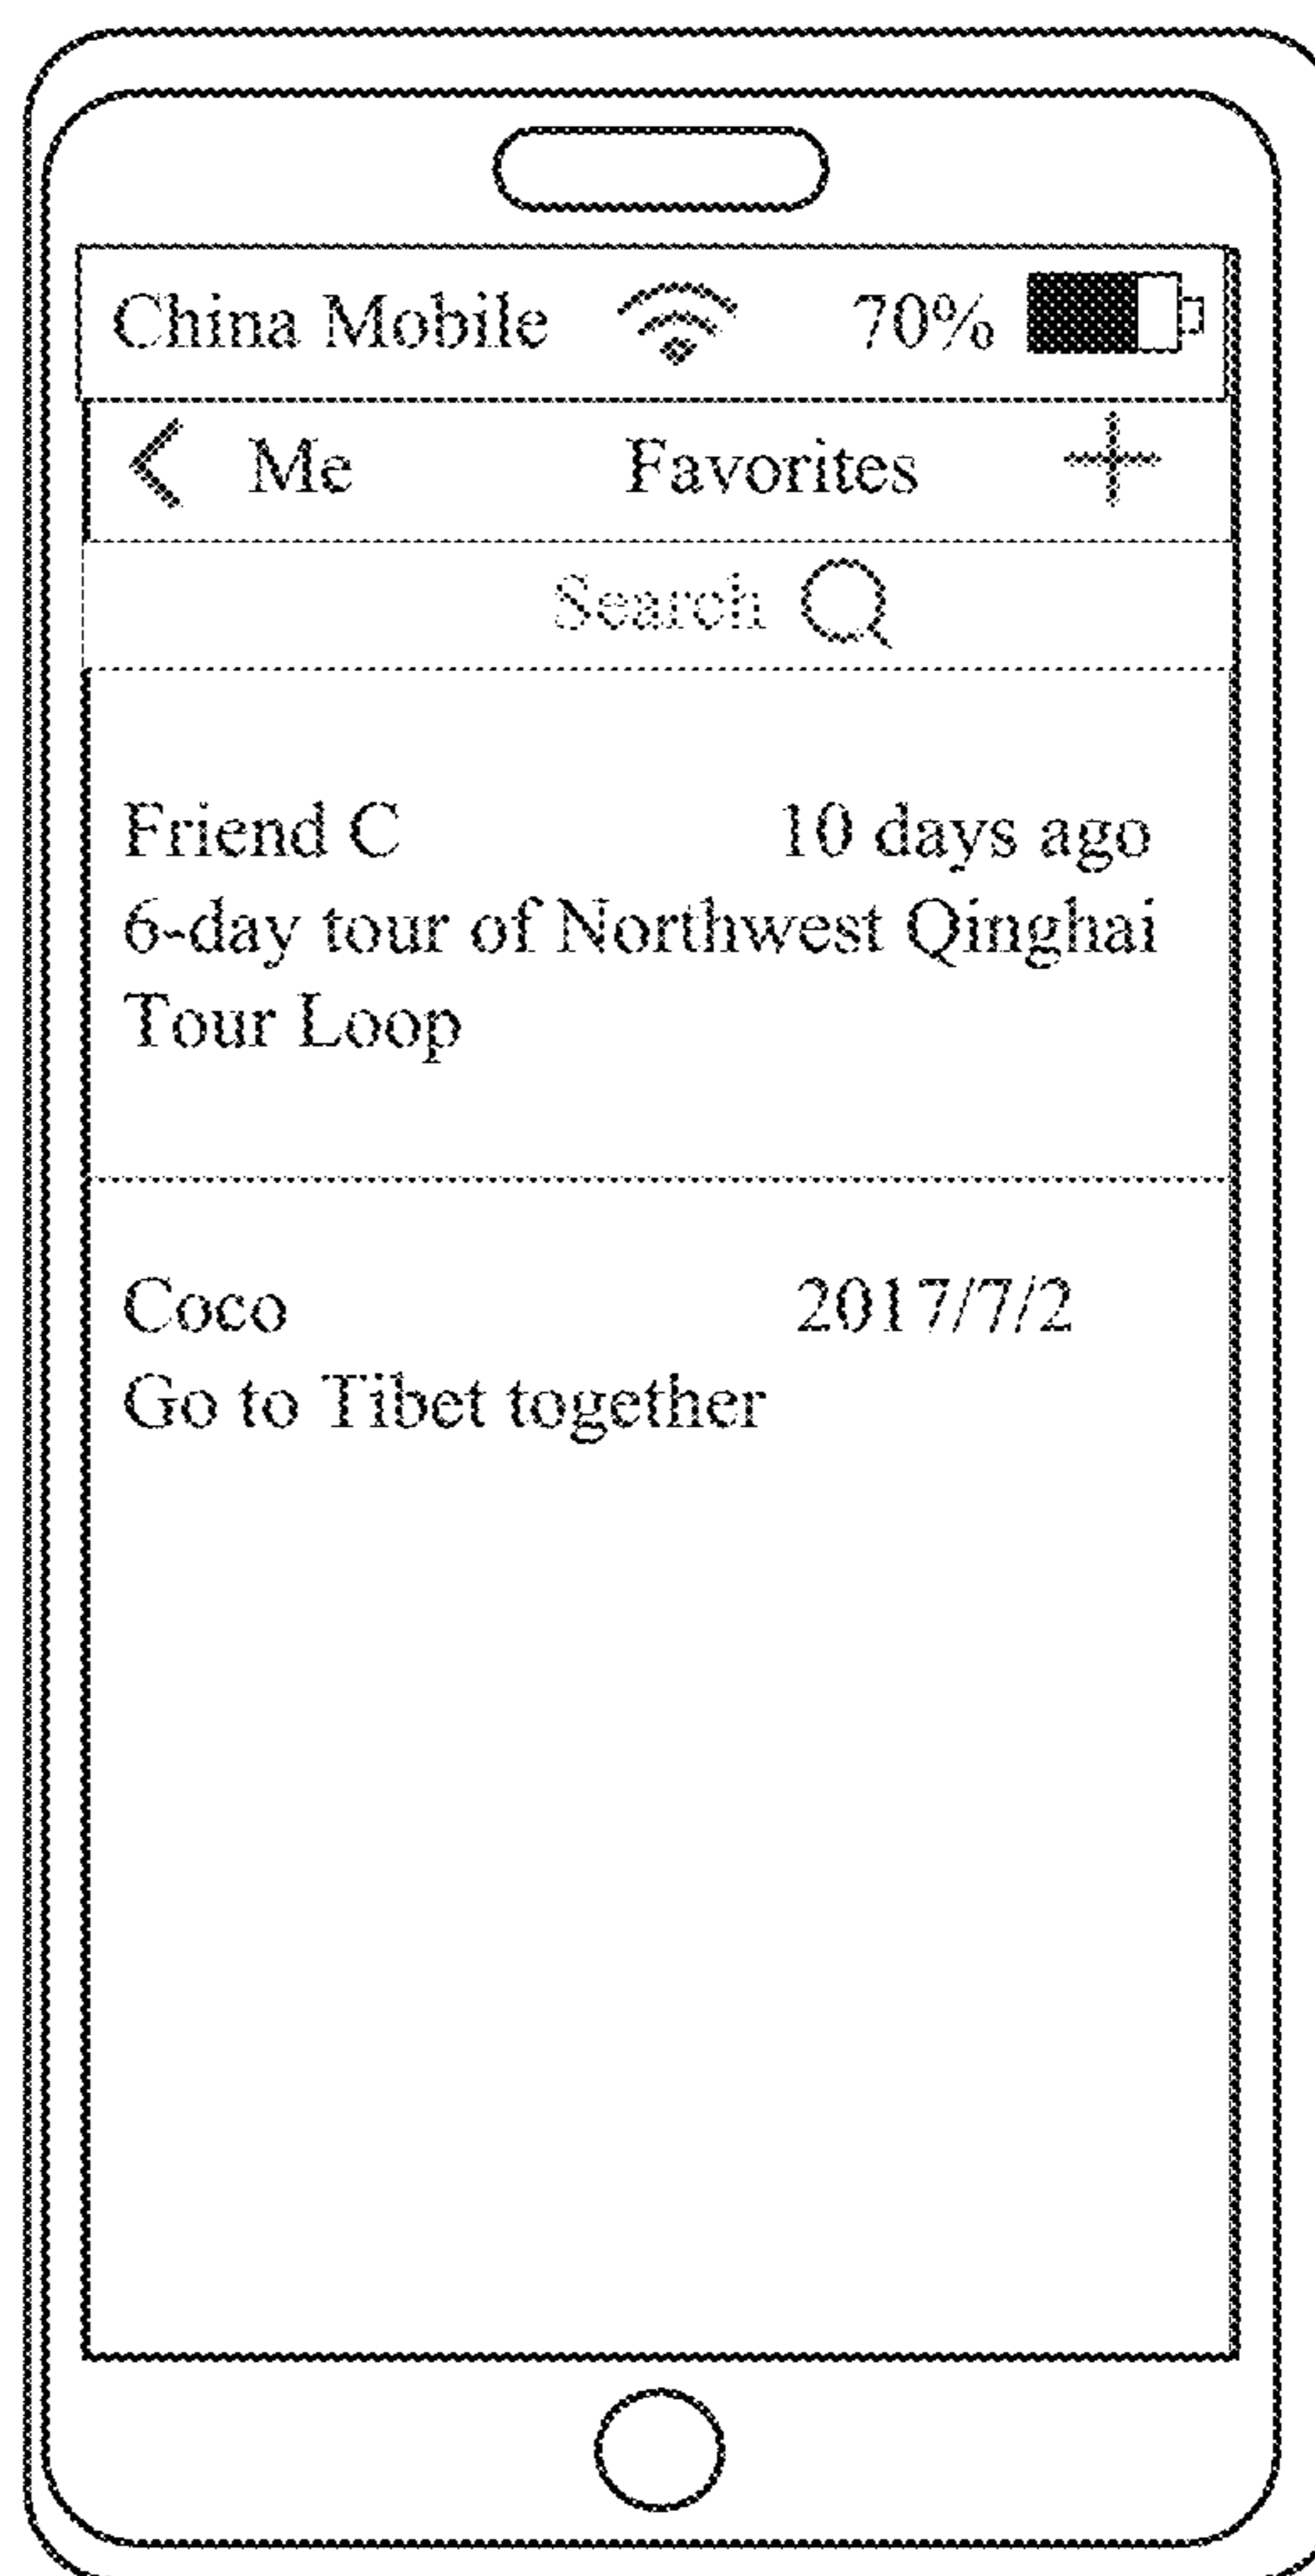 China Mobile 70%
Me Favorites
Search
Friend C 10 days ago
6-day tour of Northwest Qinghai
Tour Loop
Coco 2017/7/2
Go to Tibet together